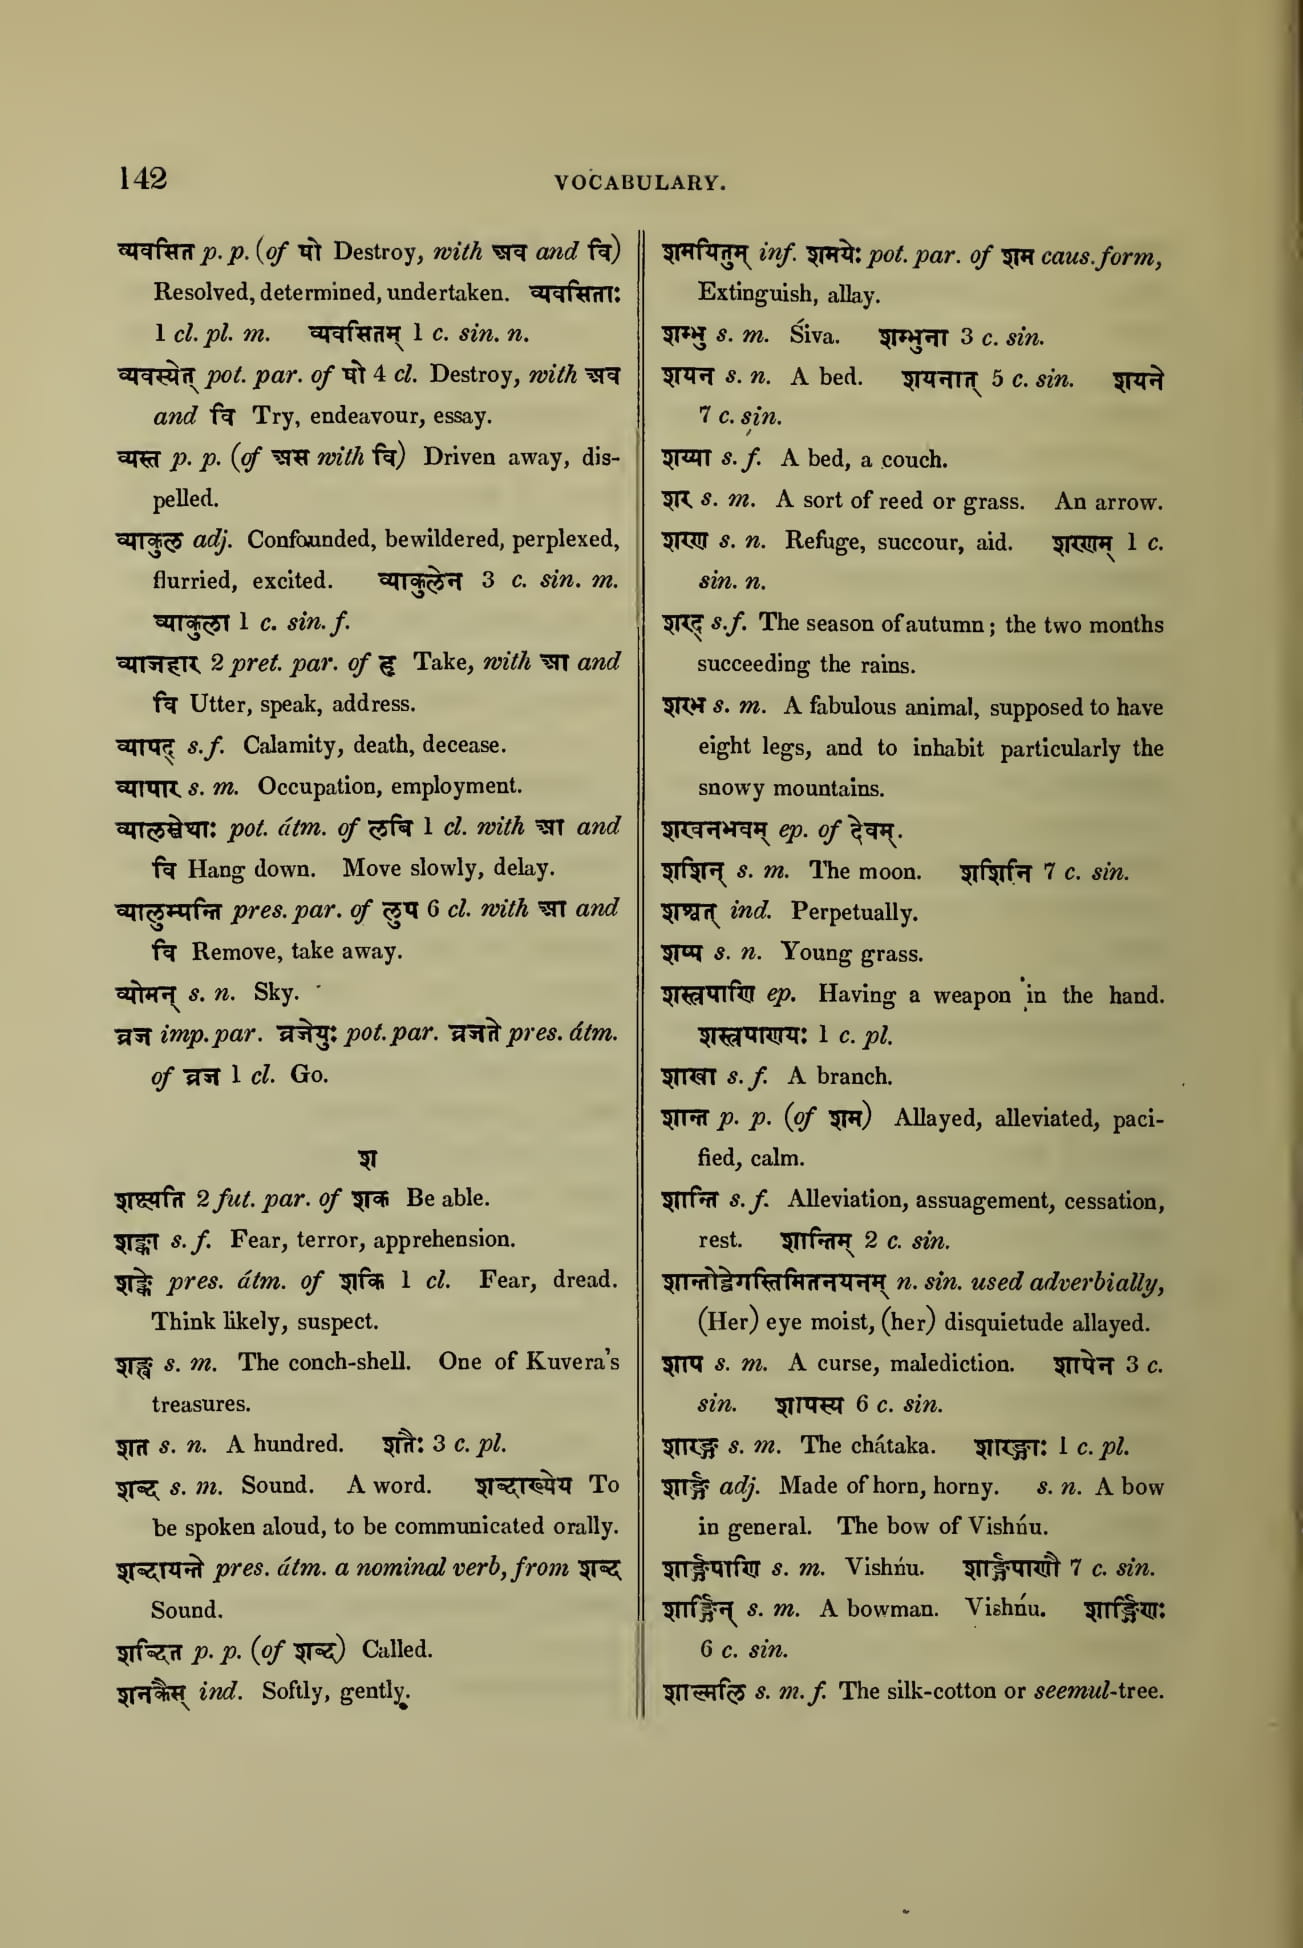 142
VOCABULARY.
व्यवसित p. p. (of षो Destroy, with अव and वि)
Resolved, determined, undertaken. व्यवसिताः
1 cl. pl. m. व्यवसितम् 1 c. sin. n.
व्यवस्येत् pot. par. of षो 4 cl. Destroy, with अव
and वि Try, endeavour, essay.
व्यस्त p. p. (of अस with वि) Driven away, dis-
pelled.
व्याकुल adj. Confounded, bewildered, perplexed,
flurried, excited. व्याकुलेन 3 c. sin. m.
व्याकुला 1 c. sin. f.
व्याजहार 2 pret. par. of हृ Take, with आ and
वि Utter, speak, address.
व्यापद् s. f. Calamity, death, decease.
व्यापार s. m. Occupation, employment.
व्यालम्बेथाः pot. átm. of लबि 1 cl. with आ and
वि Hang down. Move slowly, delay.
व्यालुम्पन्ति pres. par. of लुप 6 cl. with आ and
वि Remove, take away.
व्योमन् s. n. Sky.
व्रज imp. par. व्रजेयुः pot. par. व्रजते pres. átm.
of व्रज 1 cl. Go.
श
शक्ष्यति 2 fut. par. of शक Be able.
शङ्का s. f. Fear, terror, apprehension.
शङ्के pres. átm. of शकि 1 cl. Fear, dread.
Think likely, suspect.
शङ्ख s. m. The conch-shell. One of Kuvera's
treasures.
शत s. n. A hundred. शतैः 3 c. pl.
शब्द s. m. Sound. A word. शब्दाख्येय To
be spoken aloud, to be communicated orally.
शब्दायन्ते pres. átm. a nominal verb, from शब्द
Sound.
शब्दित p. p. (of शब्द) Called.
शनकैस् ind. Softly, gently.
शमयितुम् inf. शमयेः pot. par. of शम caus. form,
Extinguish, allay.
शम्भु s. m. Śiva. शम्भुना 3 c. sin.
शयन s. n. A bed. शयनात् 5 c. sin. शयने
7 c. sin.
शय्या s. f. A bed, a couch.
शर s. m. A sort of reed or grass. An arrow.
शरण s. n. Refuge, succour, aid. शरणम् 1 c.
sin. n.
शरद् s. f. The season of autumn; the two months
succeeding the rains.
शरभ s. m. A fabulous animal, supposed to have
eight legs, and to inhabit particularly the
snowy mountains.
शरवनभवम् ep. of देवम्.
शशिन् s. m. The moon. शशिनि 7 c. sin.
शश्वत् ind. Perpetually.
शष्प s. n. Young grass.
शस्त्रपाणि ep. Having a weapon in the hand.
शस्त्रपाणयः 1 c. pl.
शाखा s. f. A branch.
शान्त p. p. (of शम) Allayed, alleviated, paci-
fied, calm.
शान्ति s. f. Alleviation, assuagement, cessation,
rest. शान्तिम् 2 c. sin.
शान्तोद्वेगस्तिमितनयनम् n. sin. used adverbially,
(Her) eye moist, (her) disquietude allayed.
शाप s. m. A curse, malediction. शापेन 3 c.
sin. शापस्य 6 c. sin.
शारङ्ग s. m. The chátaka. शारङ्गाः 1 c. pl.
शार्ङ्ग adj. Made of horn, horny. s. n. A bow
in general. The bow of Vishńu.
शार्ङ्गपाणि s. m. Vishńu. शार्ङ्गपाणौ 7 c. sin.
शार्ङ्गिन् s. m. A bowman. Vishńu. शार्ङ्गिणः
6 c. sin.
शाल्मलि s. m. f. The silk-cotton or seemul-tree.